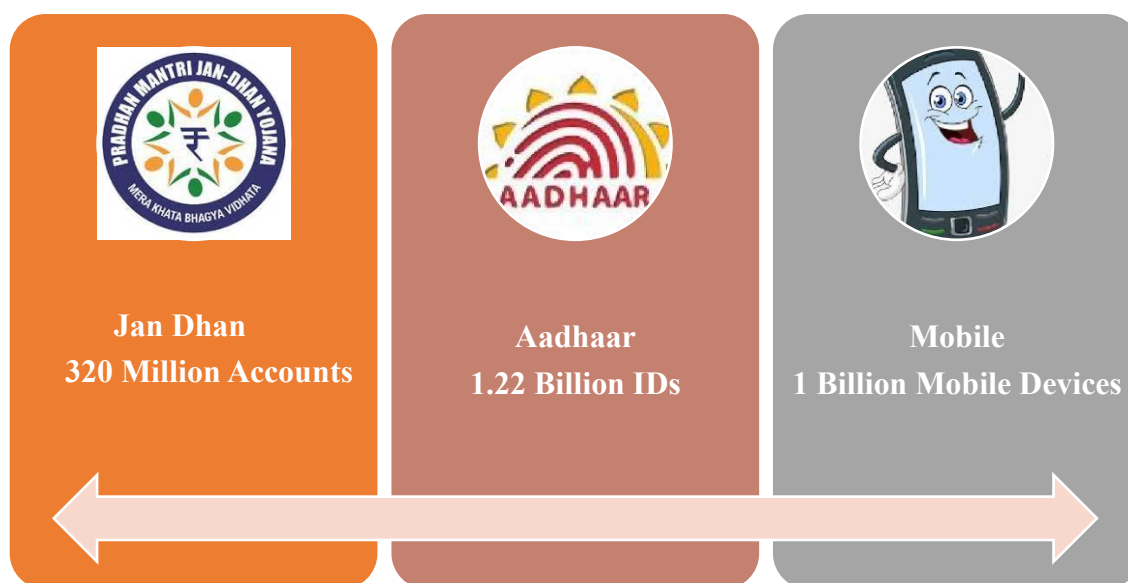 PRADHAN MANTRI JAN-DHAN YOJANA
₹
MERA KHATA BHAGYA VIDHATA
Jan Dhan
320 Million Accounts
AADHAAR
Aadhaar
1.22 Billion IDs
Mobile
1 Billion Mobile Devices